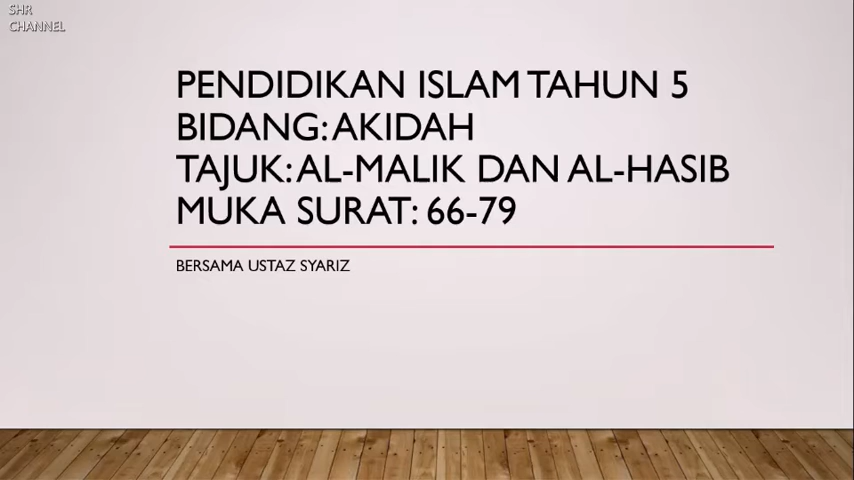 SHR
CHANNEL
PENDIDIKAN ISLAM TAHUN 5
BIDANG: AKIDAH
TAJUK: AL-MALIK DAN AL-HASIB
MUKA SURAT: 66-79
BERSAMA USTAZ SYARIZ